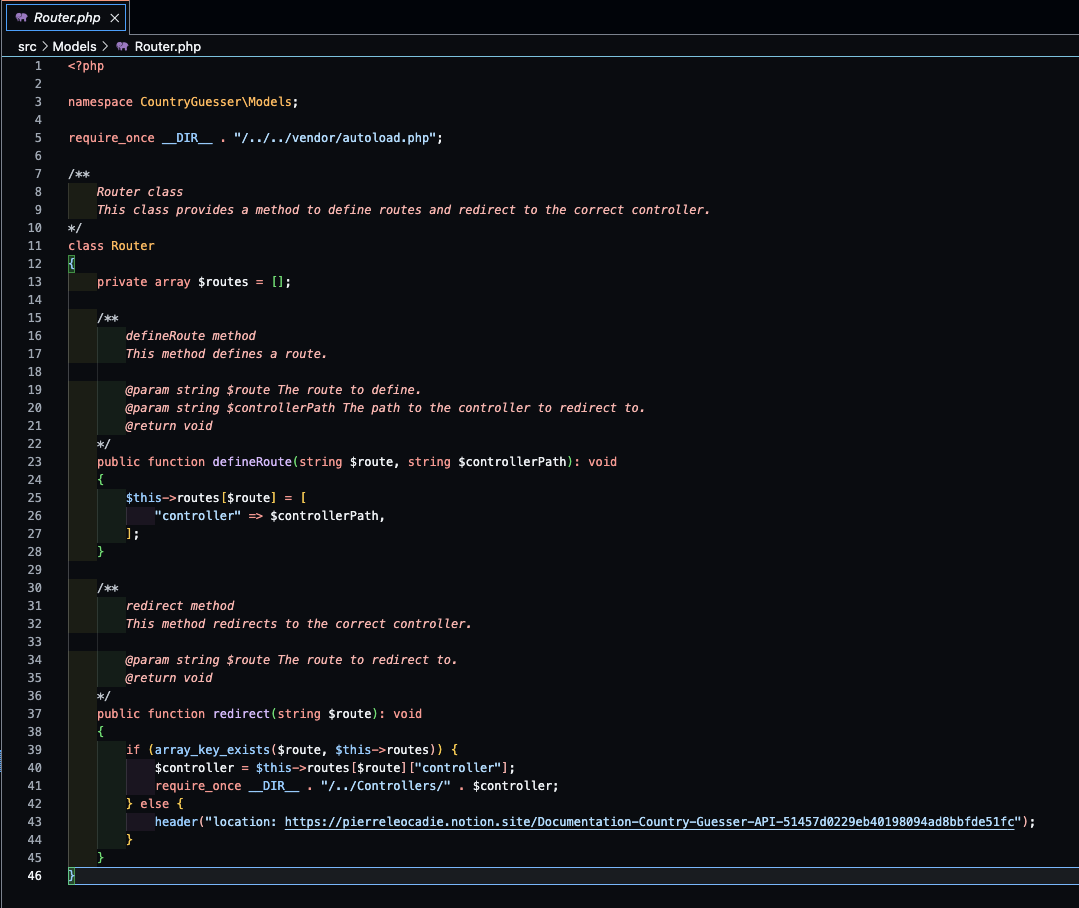 Router.php ×
src > Models > Router.php
1 <?php
2
3 namespace CountryGuesser\Models;
4
5 require_once __DIR__ . "/../../vendor/autoload.php";
6
7 /**
8     Router class
9     This class provides a method to define routes and redirect to the correct controller.
10 */
11 class Router
12 {
13     private array $routes = [];
14
15     /**
16         defineRoute method
17         This method defines a route.
18
19         @param string $route The route to define.
20         @param string $controllerPath The path to the controller to redirect to.
21         @return void
22     */
23     public function defineRoute(string $route, string $controllerPath): void
24     {
25         $this->routes[$route] = [
26             "controller" => $controllerPath,
27         ];
28     }
29
30     /**
31         redirect method
32         This method redirects to the correct controller.
33
34         @param string $route The route to redirect to.
35         @return void
36     */
37     public function redirect(string $route): void
38     {
39         if (array_key_exists($route, $this->routes)) {
40             $controller = $this->routes[$route]["controller"];
41             require_once __DIR__ . "/../Controllers/" . $controller;
42         } else {
43             header("location: https://pierreleocadie.notion.site/Documentation-Country-Guesser-API-51457d0229eb40198094ad8bbfde51fc");
44         }
45     }
46 }